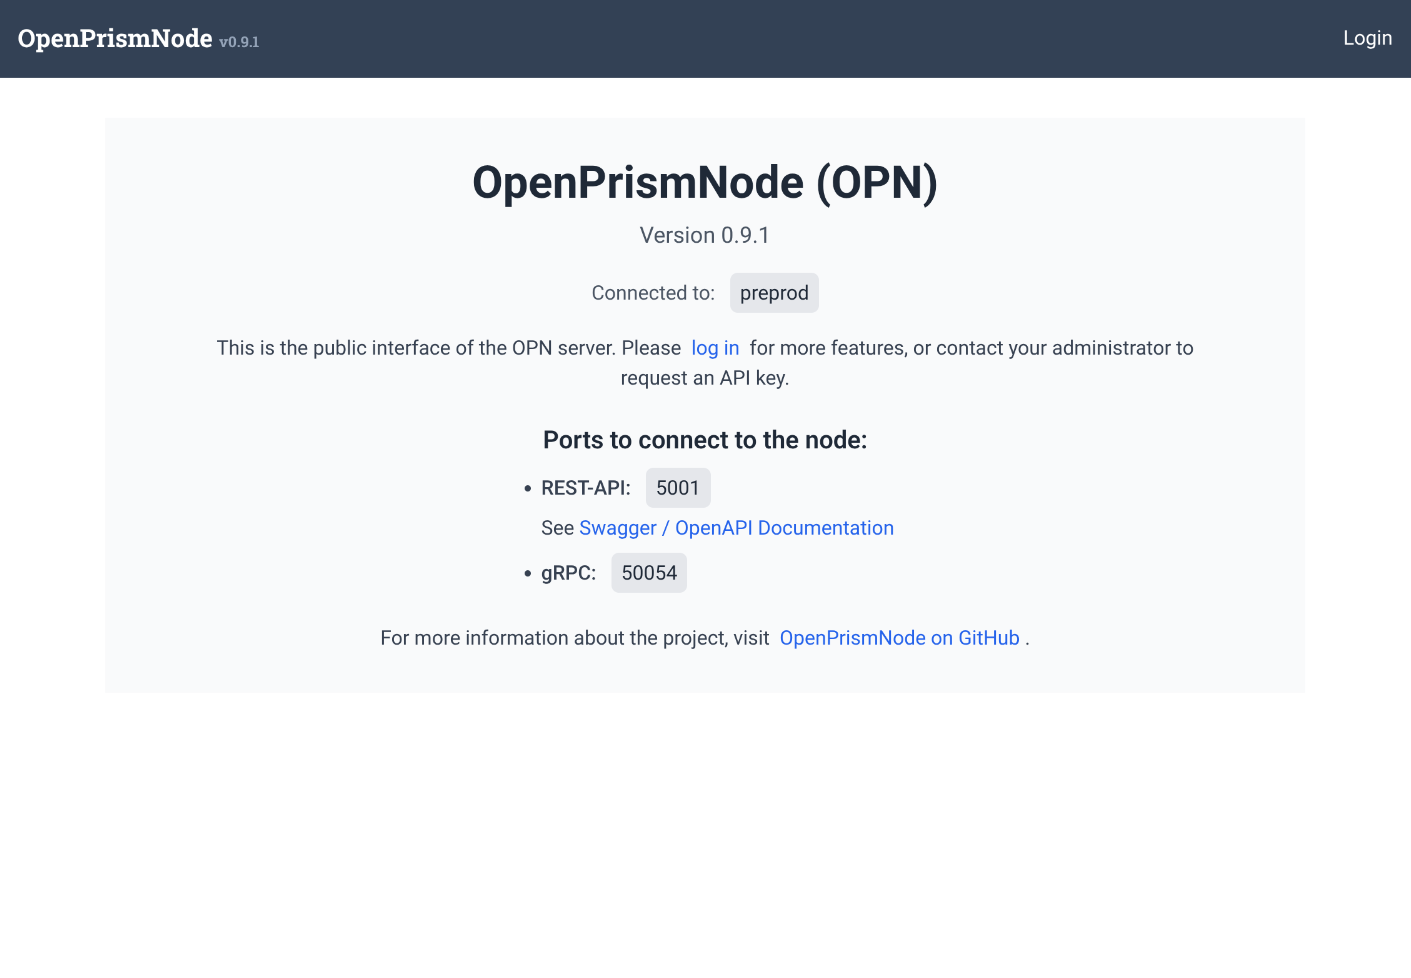 OpenPrismNode v0.9.1
Login
OpenPrismNode (OPN)
Version 0.9.1
Connected to: preprod
This is the public interface of the OPN server. Please log in for more features, or contact your administrator to
request an API key.
Ports to connect to the node:
• REST-API: 5001
See Swagger / OpenAPI Documentation
• gRPC: 50054
For more information about the project, visit OpenPrismNode on GitHub .